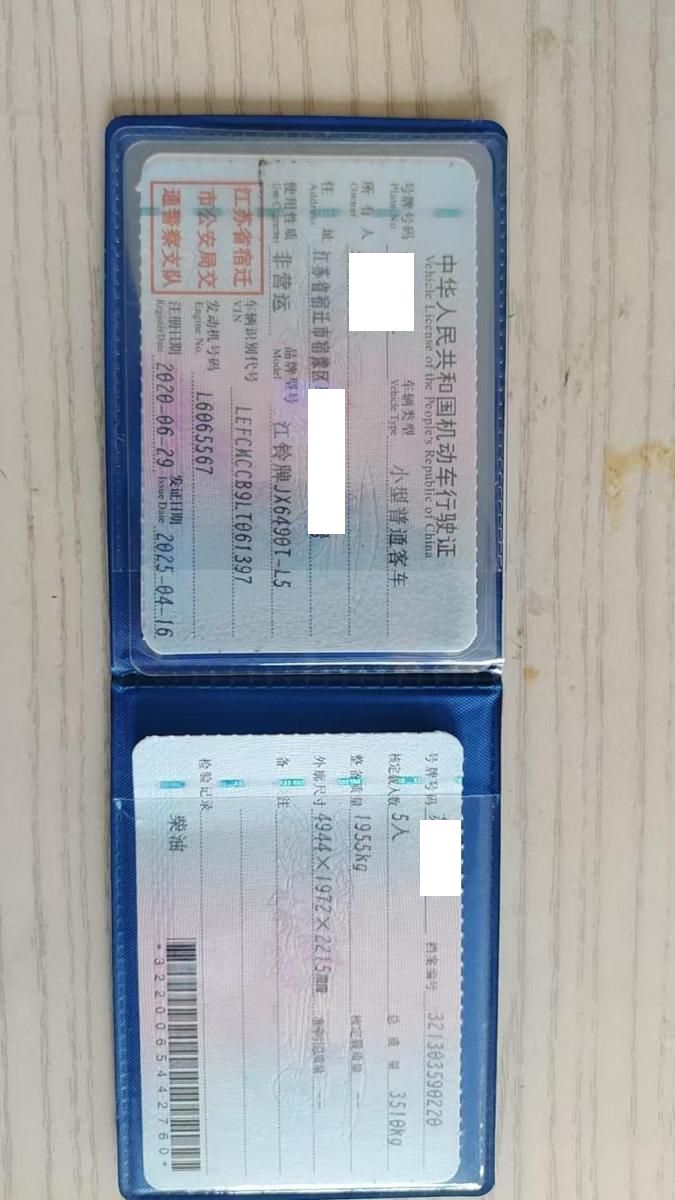 中华人民共和国机动车行驶证
Vehicle License of the People's Republic of China
号牌号码 Plate No. 车辆类型 Vehicle Type 小型普通客车
所有人 Owner
住址 Address 江苏省宿迁市宿豫区
使用性质 Use Character 非营运 品牌型号 Model 江铃牌JX6490T-L5
江苏省宿迁市公安局交通警察支队
车辆识别代号 VIN LEFCMCCB9LT061397
发动机号码 Engine No. L6065567
注册日期 Register Date 2020-06-29 发证日期 Issue Date 2025-04-16
号牌号码 档案编号 321303590220
核定载人数 5人 总质量 3510kg
整备质量 1955kg 核定载质量 --
外廓尺寸 4944×1972×2215mm 准牵引总质量 --
备注
检验记录
柴油
*3220065442760*